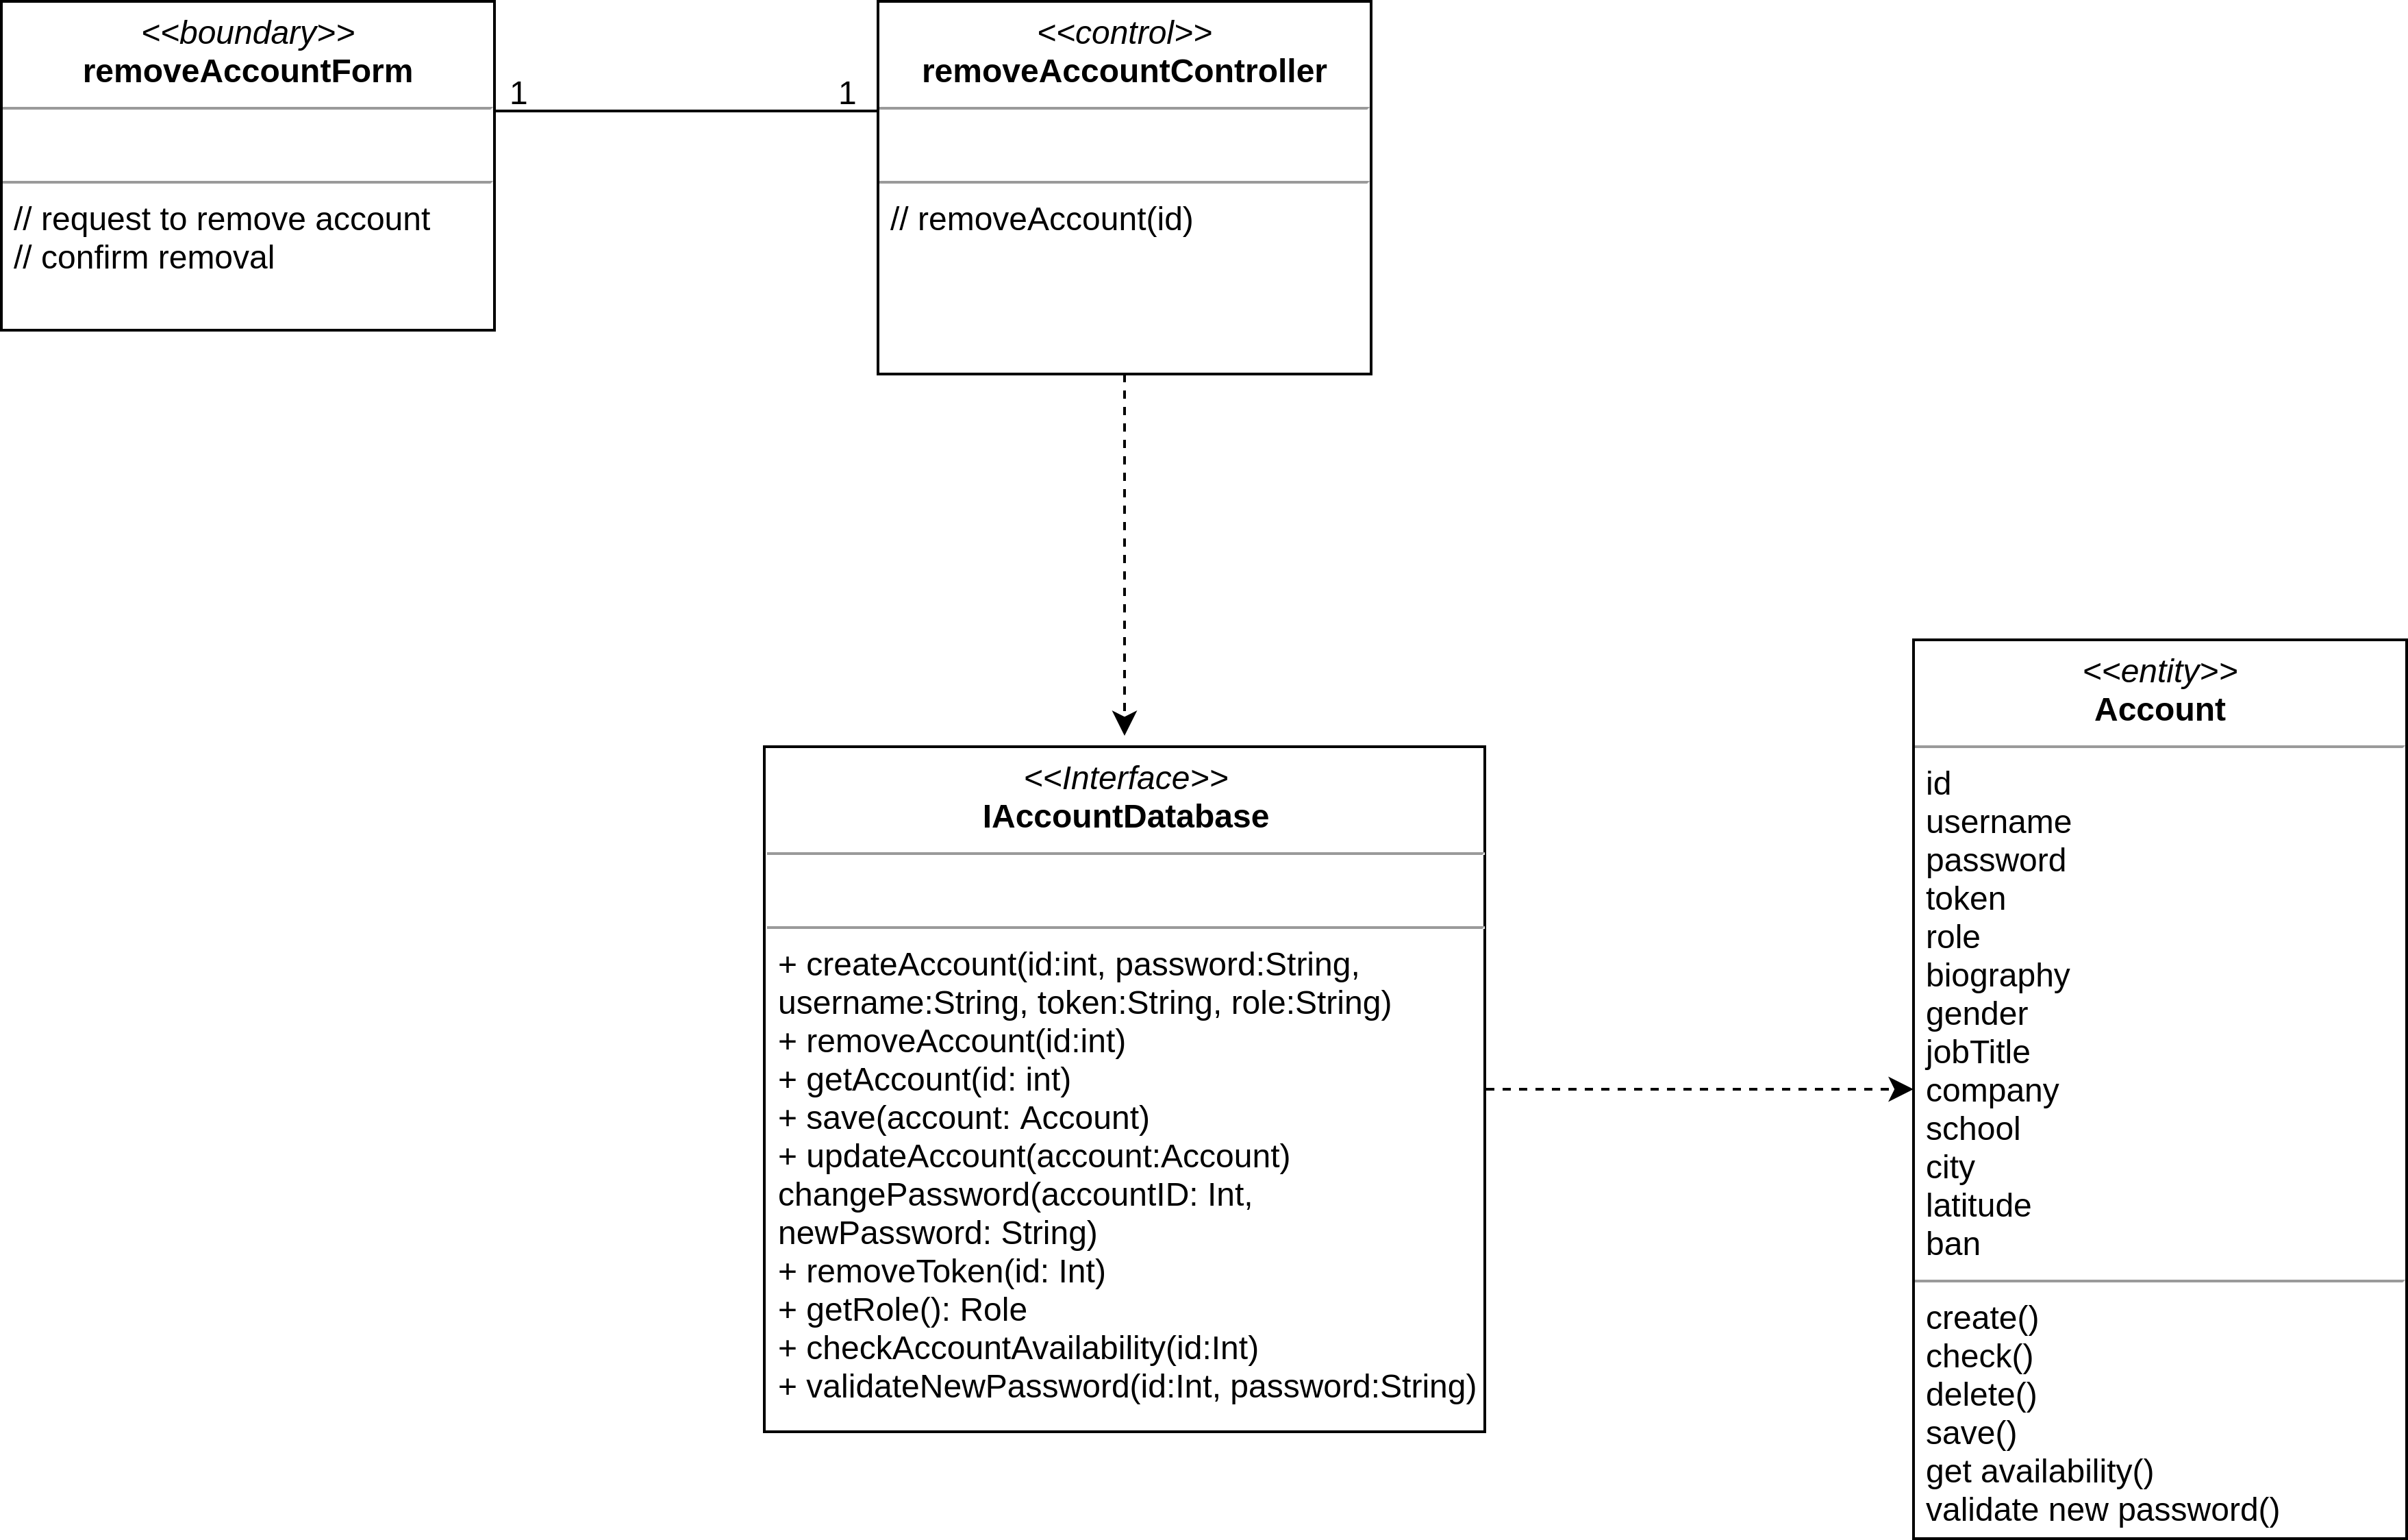 <<boundary>>
removeAccountForm
// request to remove account
// confirm removal
1
1
<<control>>
removeAccountController
// removeAccount(id)
<<Interface>>
IAccountDatabase
+ createAccount(id:int, password:String,
username:String, token:String, role:String)
+ removeAccount(id:int)
+ getAccount(id: int)
+ save(account: Account)
+ updateAccount(account:Account)
changePassword(accountID: Int,
newPassword: String)
+ removeToken(id: Int)
+ getRole(): Role
+ checkAccountAvailability(id:Int)
+ validateNewPassword(id:Int, password:String)
<<entity>>
Account
id
username
password
token
role
biography
gender
jobTitle
company
school
city
latitude
ban
create()
check()
delete()
save()
get availability()
validate new password()